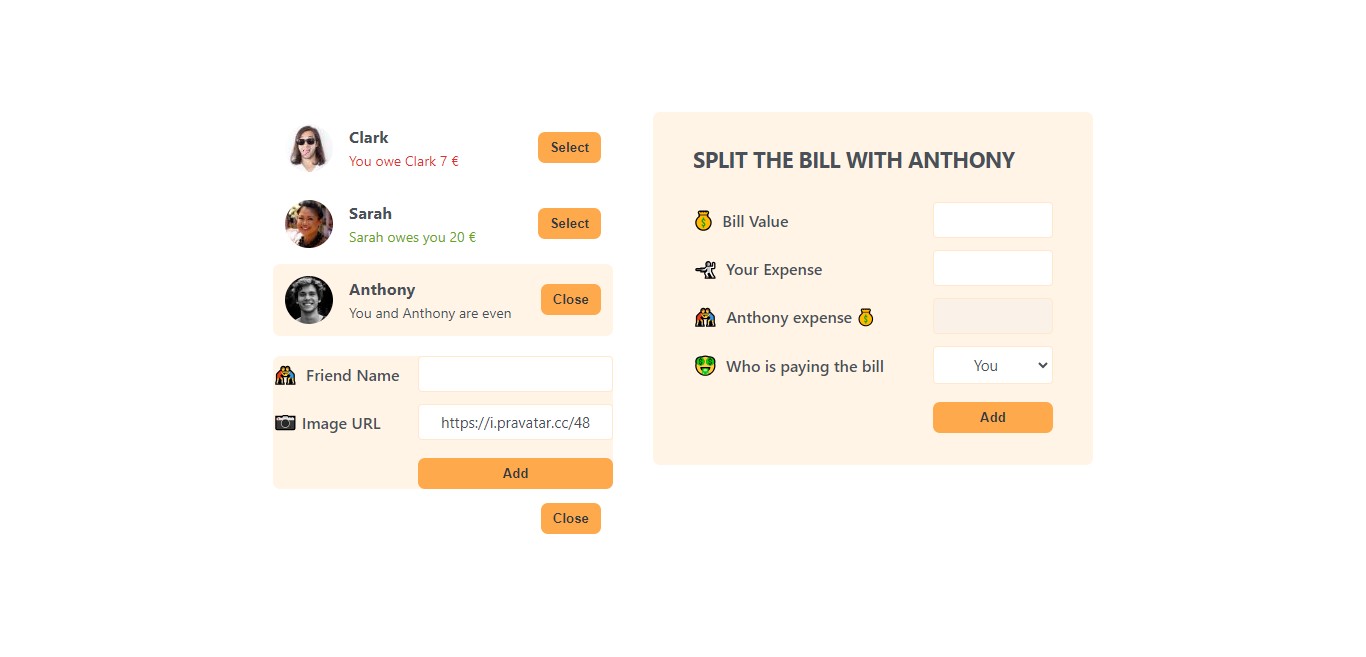 Clark
You owe Clark 7 €
Select
Sarah
Sarah owes you 20 €
Select
Anthony
You and Anthony are even
Close
Friend Name
Image URL
https://i.pravatar.cc/48
Add
Close
SPLIT THE BILL WITH ANTHONY
Bill Value
Your Expense
Anthony expense
Who is paying the bill
You
Add